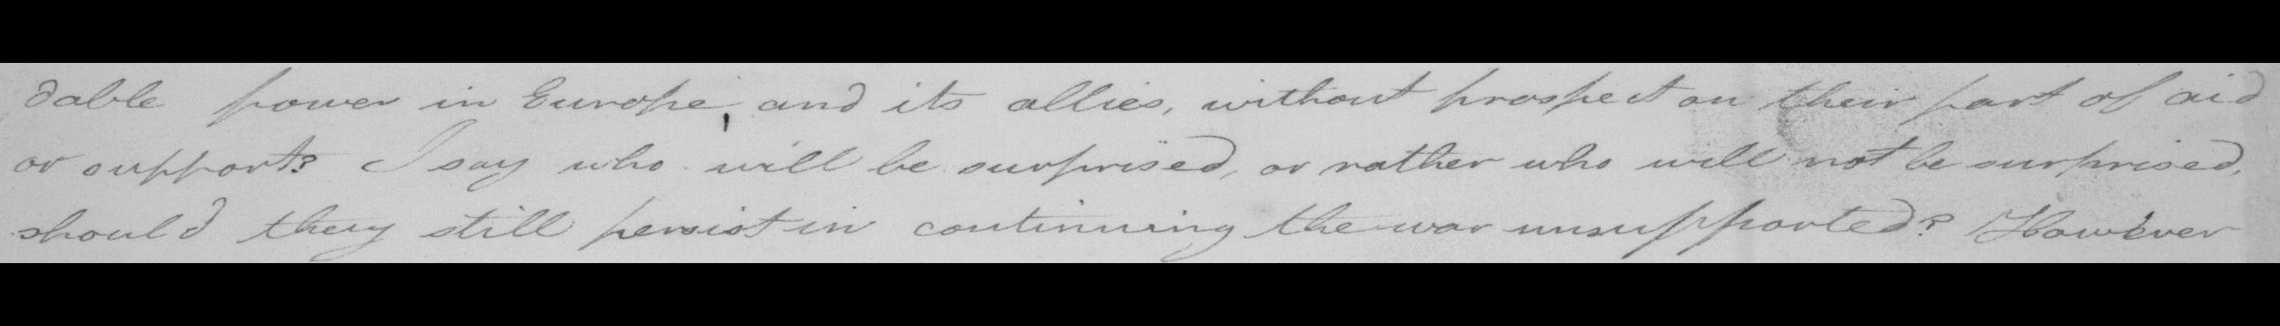 dable power in Europe, and its allies, without prospect on their part of aid
or support? I say who will be surprised, or rather who will not be surprised,
should they still persist in continuing the war unsupported? However